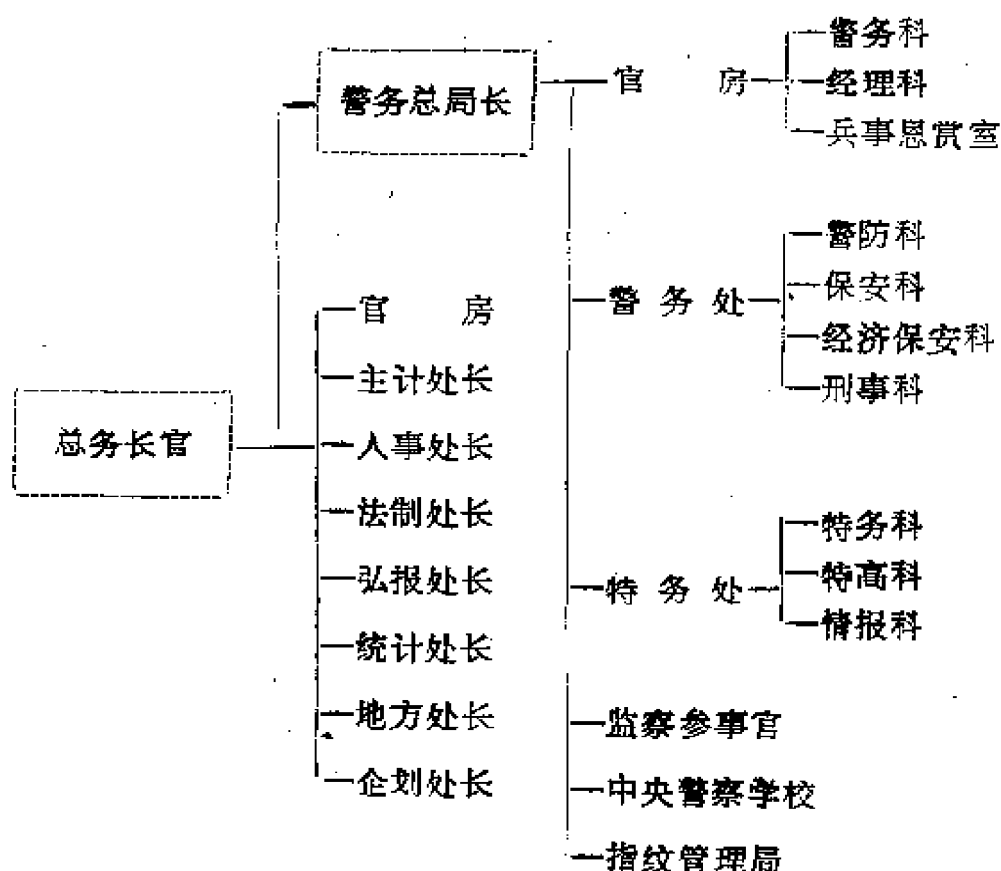 警务科
警务总局长
官 房
经理科
兵事恩赏室
警防科
保安科
警务处
经济保安科
刑事科
官 房
主计处长
总务长官
人事处长
法制处长
弘报处长
统计处长
地方处长
企划处长
特务科
特务处
特高科
情报科
监察参事官
中央警察学校
指纹管理局